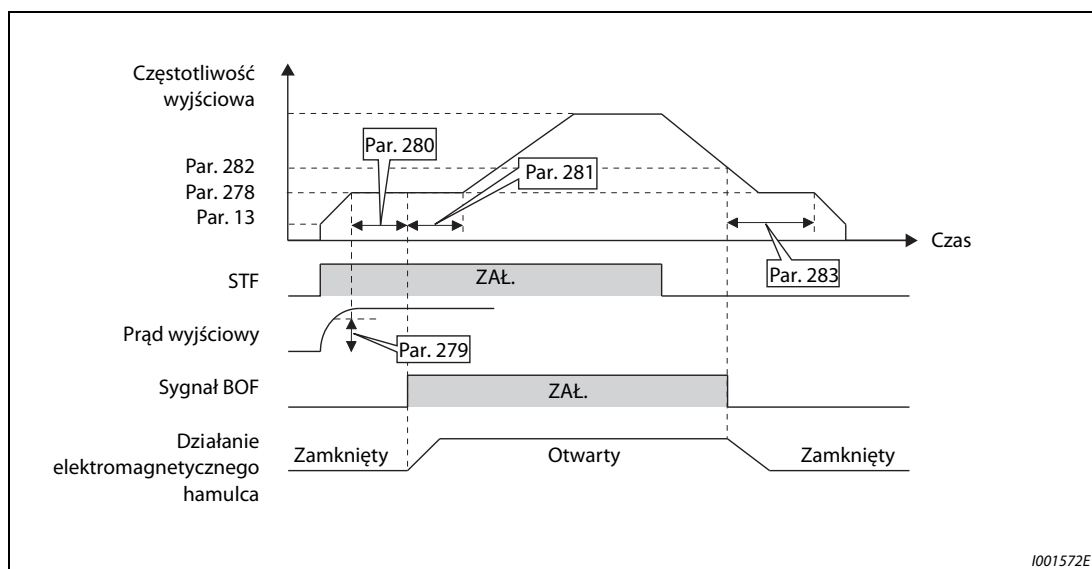 Częstotliwość
wyjściowa
Par. 280
Par. 281
Par. 282
Par. 278
Par. 13
Czas
Par. 283
STF
ZAŁ.
Prąd wyjściowy
Par. 279
Sygnał BOF
ZAŁ.
Działanie
elektromagnetycznego
hamulca
Zamknięty
Otwarty
Zamknięty
I001572E